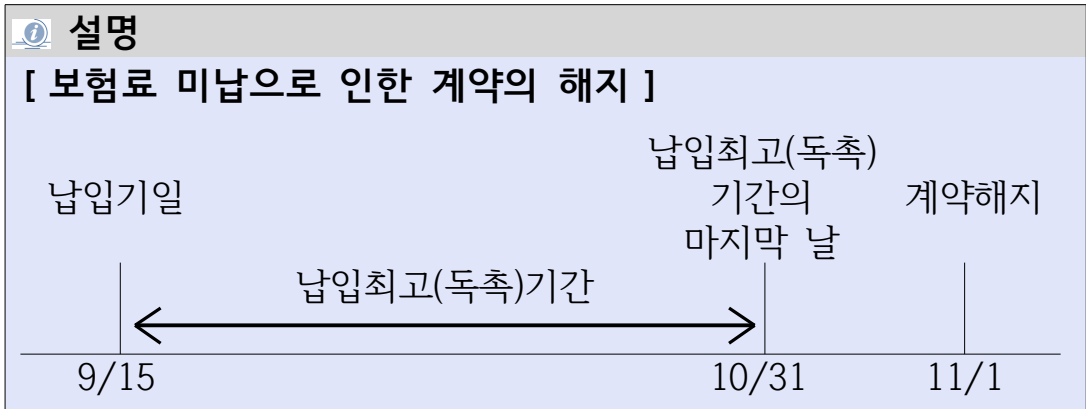 설명
[ 보험료 미납으로 인한 계약의 해지 ]
납입기일
납입최고(독촉)
기간의
마지막 날
계약해지
납입최고(독촉)기간
9/15
10/31
11/1